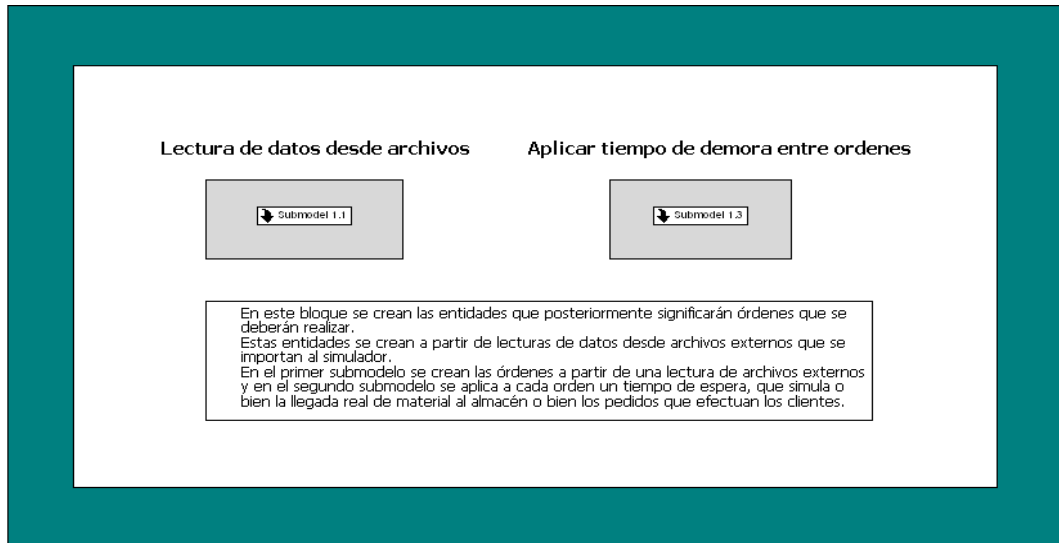 Lectura de datos desde archivos
Aplicar tiempo de demora entre ordenes
Submodel 1.1
Submodel 1.3
En este bloque se crean las entidades que posteriormente significarán órdenes que se
deberán realizar.
Estas entidades se crean a partir de lecturas de datos desde archivos externos que se
importan al simulador.
En el primer submodelo se crean las órdenes a partir de una lectura de archivos externos
y en el segundo submodelo se aplica a cada orden un tiempo de espera, que simula o
bien la llegada real de material al almacén o bien los pedidos que efectuan los clientes.